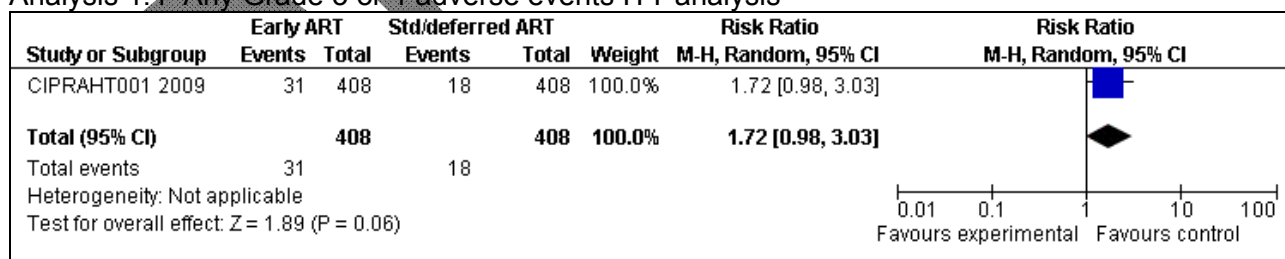 Early ART Std/deferred ART Risk Ratio Risk Ratio
Study or Subgroup Events Total Events Total Weight M-H, Random, 95% CI M-H, Random, 95% CI
CIPRAHT001 2009 31 408 18 408 100.0% 1.72 [0.98, 3.03]
Total (95% CI) 408 408 100.0% 1.72 [0.98, 3.03]
Total events 31 18
Heterogeneity: Not applicable
Test for overall effect: Z = 1.89 (P = 0.06)
0.01 0.1 1 10 100
Favours experimental Favours control